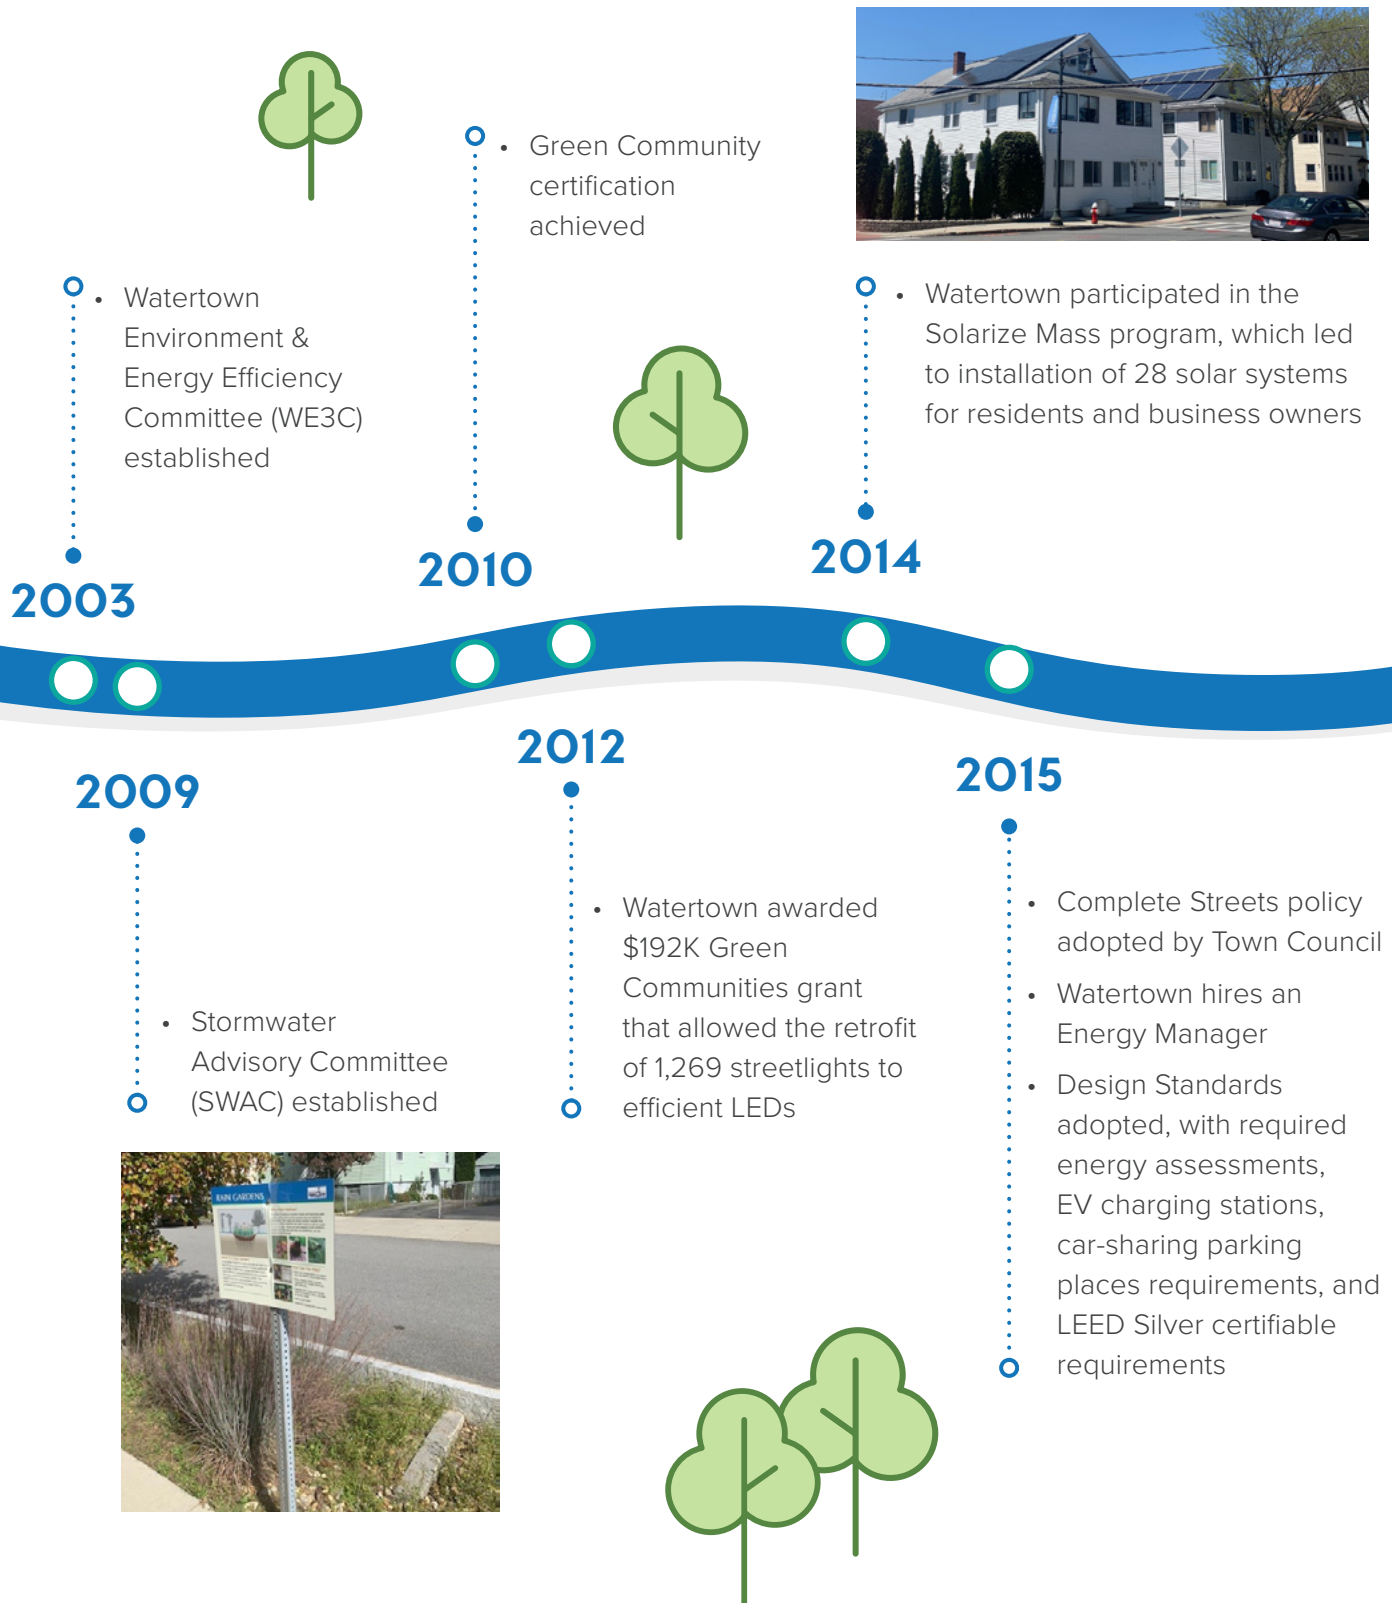 • Green Community
certification
achieved
• Watertown
Environment &
Energy Efficiency
Committee (WE3C)
established
• Watertown participated in the
Solarize Mass program, which led
to installation of 28 solar systems
for residents and business owners
2003
2010
2014
2009
2012
2015
• Stormwater
Advisory Committee
(SWAC) established
• Watertown awarded
$192K Green
Communities grant
that allowed the retrofit
of 1,269 streetlights to
efficient LEDs
• Complete Streets policy
adopted by Town Council
• Watertown hires an
Energy Manager
• Design Standards
adopted, with required
energy assessments,
EV charging stations,
car-sharing parking
places requirements, and
LEED Silver certifiable
requirements
RAIN GARDENS